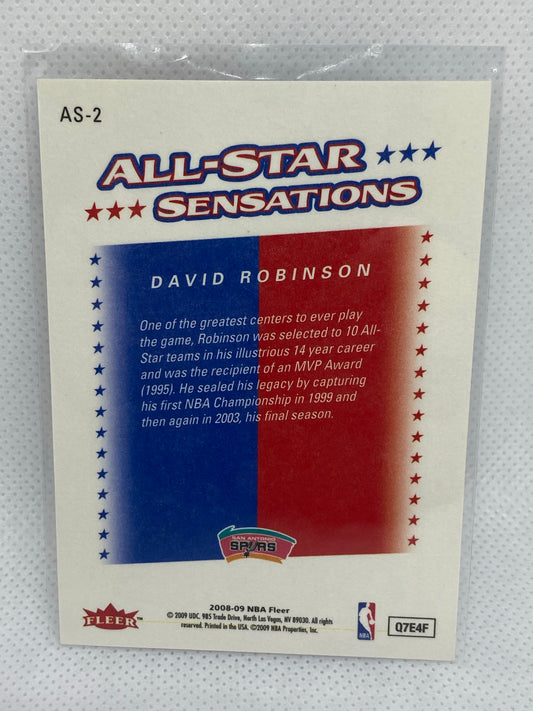 AS-2
ALL-STAR
SENSATIONS
DAVID ROBINSON
One of the greatest centers to ever play
the game, Robinson was selected to 10 All-
Star teams in his illustrious 14 year career
and was the recipient of an MVP Award
(1995). He sealed his legacy by capturing
his first NBA Championship in 1999 and
then again in 2003, his final season.
SAN ANTONIO
SPURS
FLEER™
2008-09 NBA Fleer
© 2009 UDC, 985 Trade Drive, North Las Vegas, NV 89030. All rights
reserved. Printed in the USA. ©2009 NBA Properties, Inc.
NBA
Q7E4F